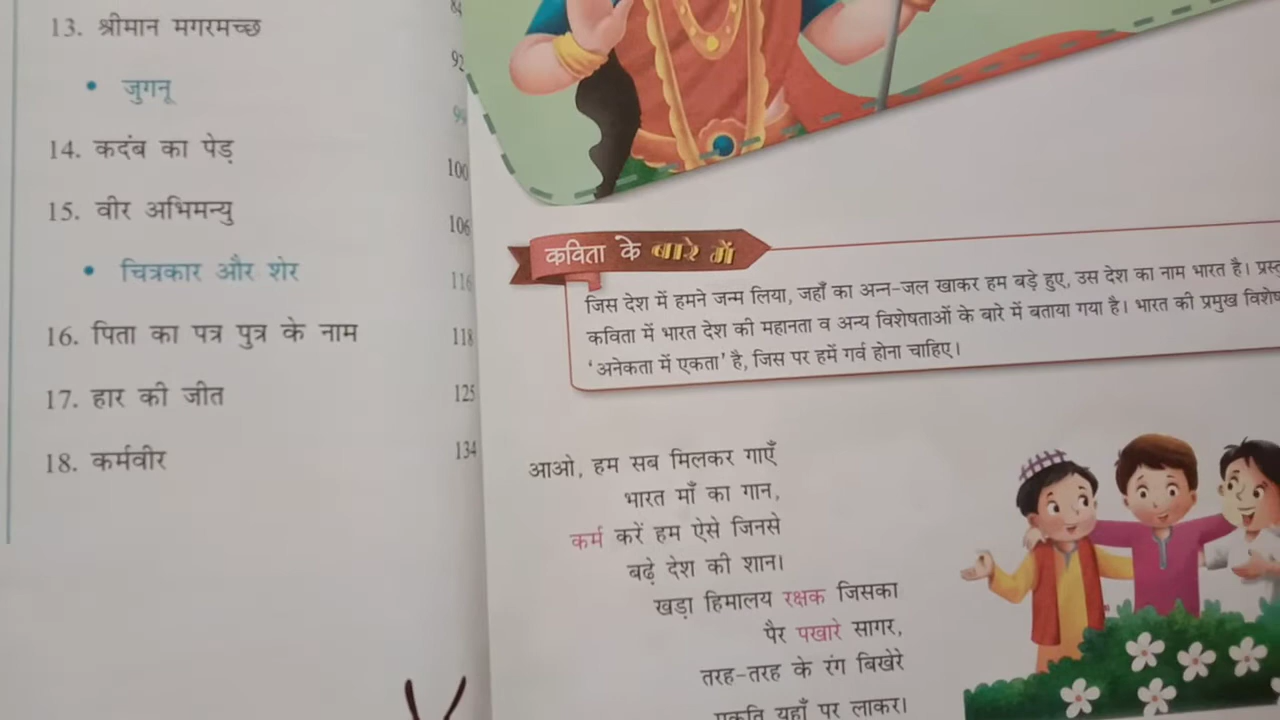 84
13. श्रीमान मगरमच्छ
92
• जुगनू
99
14. कदंब का पेड़
100
15. वीर अभिमन्यु
106
• चित्रकार और शेर
116
16. पिता का पत्र पुत्र के नाम
118
17. हार की जीत
125
18. कर्मवीर
134
कविता के बारे में
जिस देश में हमने जन्म लिया, जहाँ का अन्न-जल खाकर हम बड़े हुए, उस देश का नाम भारत है।
कविता में भारत देश की महानता व अन्य विशेषताओं के बारे में बताया गया है। भारत की प्रमुख
‘अनेकता में एकता’ है, जिस पर हमें गर्व होना चाहिए।
आओ, हम सब मिलकर गाएँ
भारत माँ का गान,
कर्म करें हम ऐसे जिनसे
बढ़े देश की शान।
खड़ा हिमालय रक्षक जिसका
पैर पखारे सागर,
तरह-तरह के रंग बिखेरे
यहाँ पर लाकर।